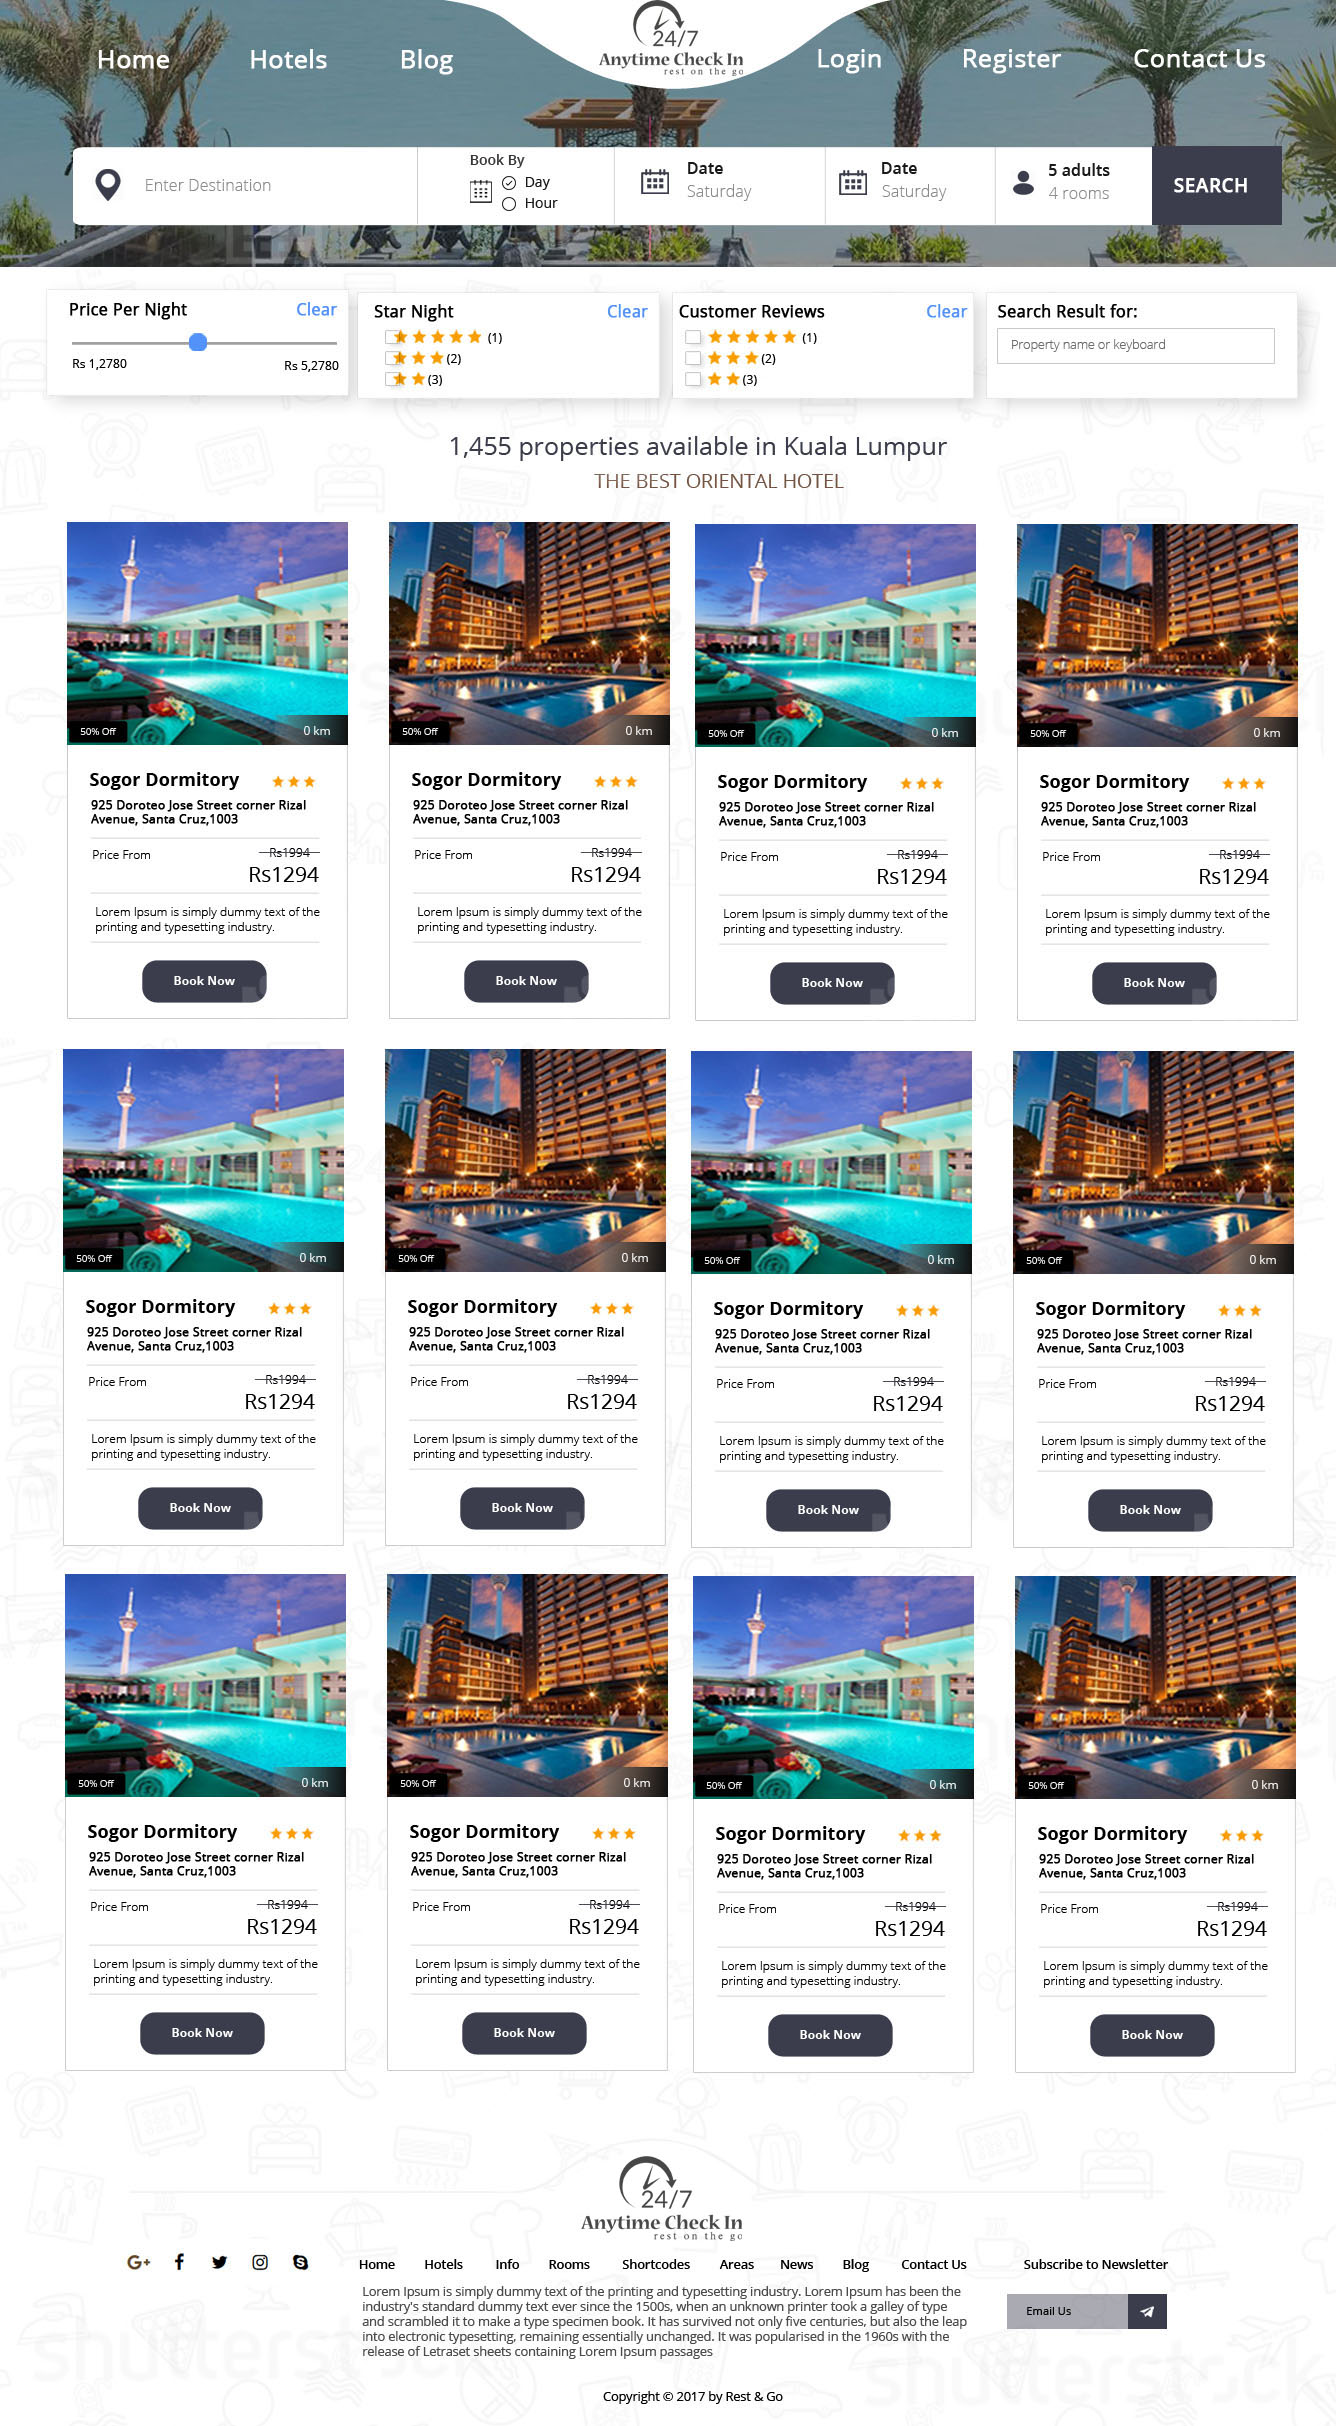 Home
Hotels
Blog
24/7
Anytime Check In
rest on the go
Login
Register
Contact Us
Enter Destination
Book By
Day
Hour
Date
Saturday
Date
Saturday
5 adults
4 rooms
SEARCH
Price Per Night
Clear
Rs 1,2780
Rs 5,2780
Star Night
Clear
(1)
(2)
(3)
Customer Reviews
Clear
(1)
(2)
(3)
Search Result for:
Property name or keyboard
1,455 properties available in Kuala Lumpur
THE BEST ORIENTAL HOTEL
50% Off
0 km
Sogor Dormitory
925 Doroteo Jose Street corner Rizal
Avenue, Santa Cruz,1003
Price From
Rs1994
Rs1294
Lorem Ipsum is simply dummy text of the
printing and typesetting industry.
Book Now
50% Off
0 km
Sogor Dormitory
925 Doroteo Jose Street corner Rizal
Avenue, Santa Cruz,1003
Price From
Rs1994
Rs1294
Lorem Ipsum is simply dummy text of the
printing and typesetting industry.
Book Now
50% Off
0 km
Sogor Dormitory
925 Doroteo Jose Street corner Rizal
Avenue, Santa Cruz,1003
Price From
Rs1994
Rs1294
Lorem Ipsum is simply dummy text of the
printing and typesetting industry.
Book Now
50% Off
0 km
Sogor Dormitory
925 Doroteo Jose Street corner Rizal
Avenue, Santa Cruz,1003
Price From
Rs1994
Rs1294
Lorem Ipsum is simply dummy text of the
printing and typesetting industry.
Book Now
50% Off
0 km
Sogor Dormitory
925 Doroteo Jose Street corner Rizal
Avenue, Santa Cruz,1003
Price From
Rs1994
Rs1294
Lorem Ipsum is simply dummy text of the
printing and typesetting industry.
Book Now
50% Off
0 km
Sogor Dormitory
925 Doroteo Jose Street corner Rizal
Avenue, Santa Cruz,1003
Price From
Rs1994
Rs1294
Lorem Ipsum is simply dummy text of the
printing and typesetting industry.
Book Now
50% Off
0 km
Sogor Dormitory
925 Doroteo Jose Street corner Rizal
Avenue, Santa Cruz,1003
Price From
Rs1994
Rs1294
Lorem Ipsum is simply dummy text of the
printing and typesetting industry.
Book Now
50% Off
0 km
Sogor Dormitory
925 Doroteo Jose Street corner Rizal
Avenue, Santa Cruz,1003
Price From
Rs1994
Rs1294
Lorem Ipsum is simply dummy text of the
printing and typesetting industry.
Book Now
50% Off
0 km
Sogor Dormitory
925 Doroteo Jose Street corner Rizal
Avenue, Santa Cruz,1003
Price From
Rs1994
Rs1294
Lorem Ipsum is simply dummy text of the
printing and typesetting industry.
Book Now
50% Off
0 km
Sogor Dormitory
925 Doroteo Jose Street corner Rizal
Avenue, Santa Cruz,1003
Price From
Rs1994
Rs1294
Lorem Ipsum is simply dummy text of the
printing and typesetting industry.
Book Now
50% Off
0 km
Sogor Dormitory
925 Doroteo Jose Street corner Rizal
Avenue, Santa Cruz,1003
Price From
Rs1994
Rs1294
Lorem Ipsum is simply dummy text of the
printing and typesetting industry.
Book Now
50% Off
0 km
Sogor Dormitory
925 Doroteo Jose Street corner Rizal
Avenue, Santa Cruz,1003
Price From
Rs1994
Rs1294
Lorem Ipsum is simply dummy text of the
printing and typesetting industry.
Book Now
24/7
Anytime Check In
rest on the go
G+
Home
Hotels
Info
Rooms
Shortcodes
Areas
News
Blog
Contact Us
Lorem Ipsum is simply dummy text of the printing and typesetting industry. Lorem Ipsum has been the
industry's standard dummy text ever since the 1500s, when an unknown printer took a galley of type
and scrambled it to make a type specimen book. It has survived not only five centuries, but also the leap
into electronic typesetting, remaining essentially unchanged. It was popularised in the 1960s with the
release of Letraset sheets containing Lorem Ipsum passages
Subscribe to Newsletter
Email Us
Copyright © 2017 by Rest & Go